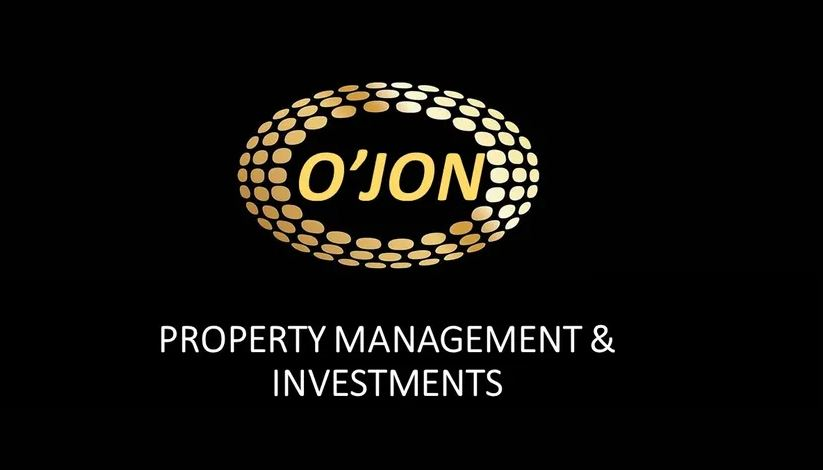 O’JON
PROPERTY MANAGEMENT &
INVESTMENTS